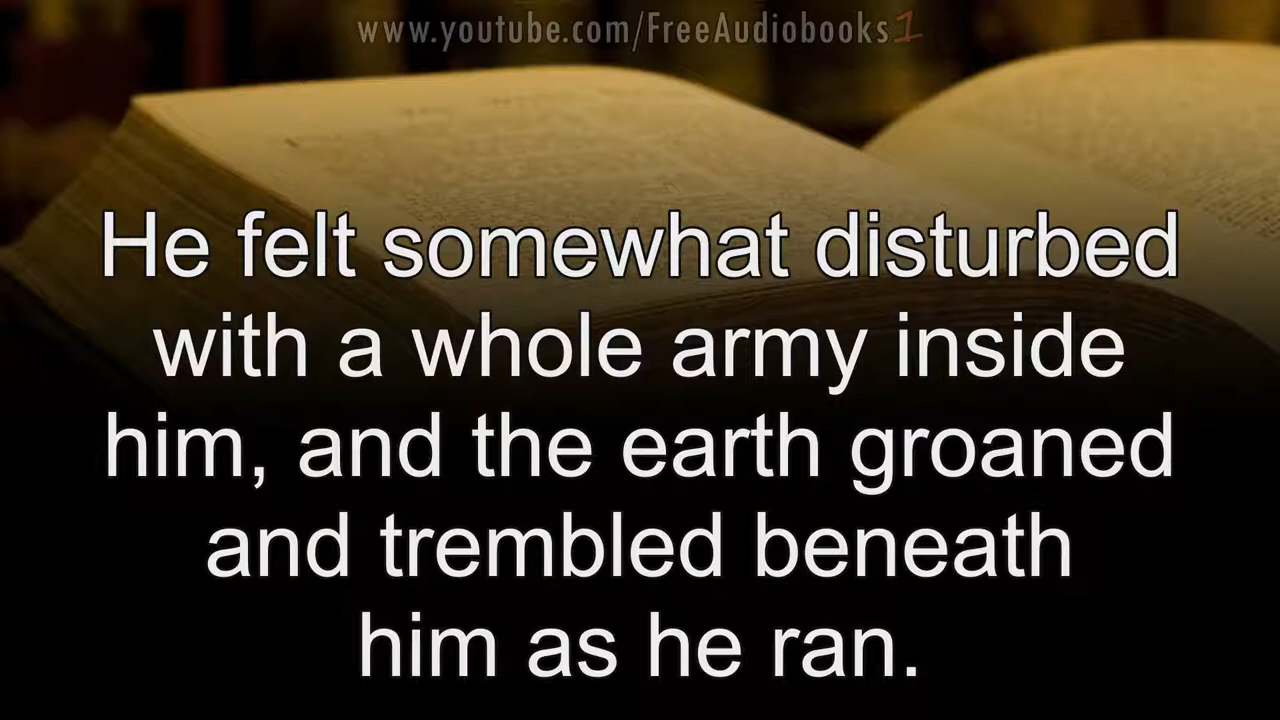 www.youtube.com/FreeAudiobooks1
He felt somewhat disturbed
with a whole army inside
him, and the earth groaned
and trembled beneath
him as he ran.